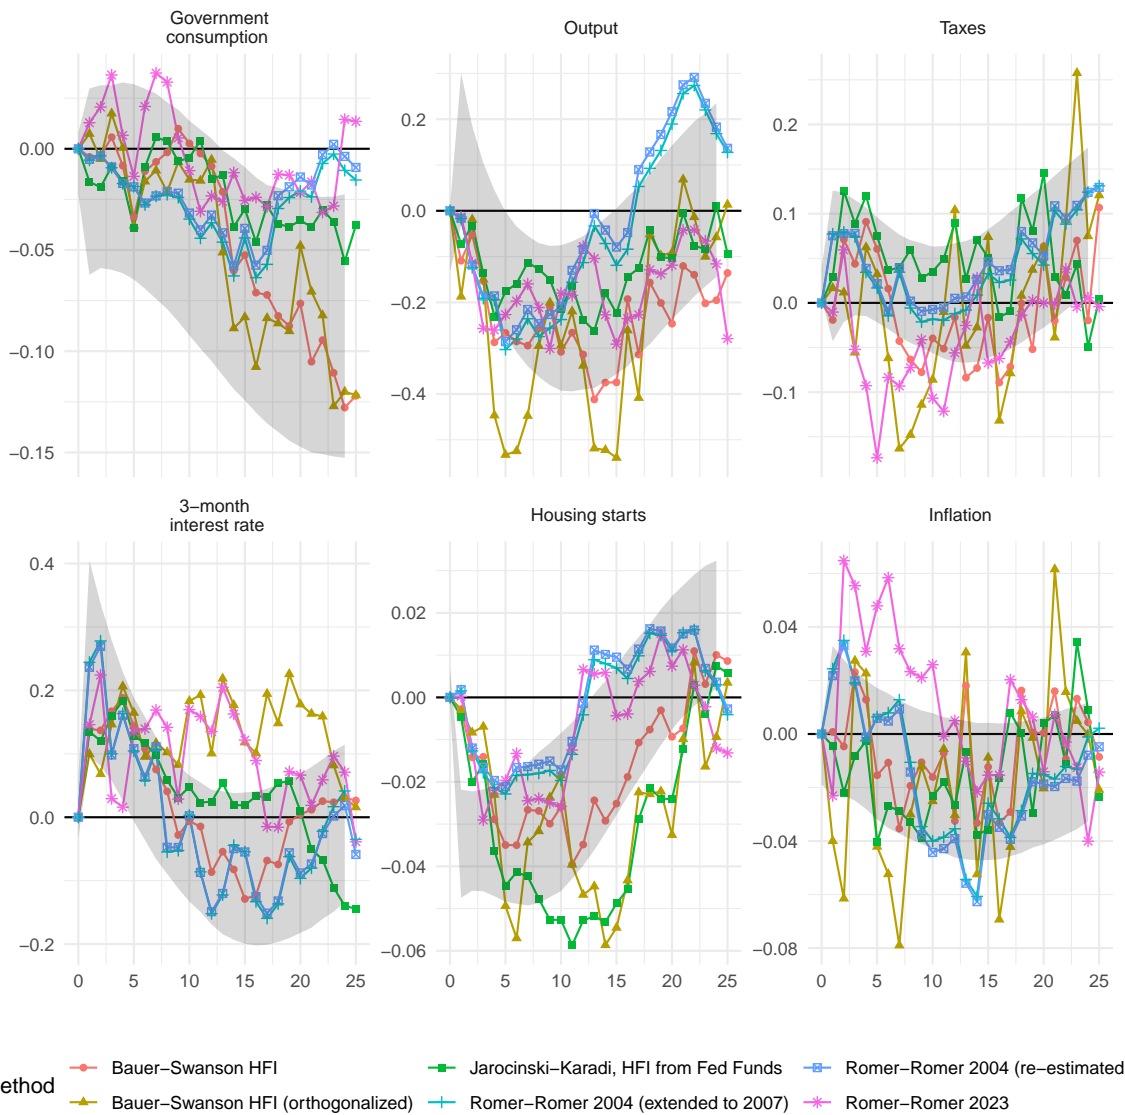 Government
consumption
Output
Taxes
0.00
−0.05
−0.10
−0.15
0.2
0.0
−0.2
−0.4
0.2
0.1
0.0
−0.1
3−month
interest rate
Housing starts
Inflation
0.4
0.2
0.0
−0.2
0.02
0.00
−0.02
−0.04
−0.06
0.04
0.00
−0.04
−0.08
0 5 10 15 20 25
0 5 10 15 20 25
0 5 10 15 20 25
ethod
Bauer−Swanson HFI
Bauer−Swanson HFI (orthogonalized)
Jarocinski−Karadi, HFI from Fed Funds
Romer−Romer 2004 (extended to 2007)
Romer−Romer 2004 (re−estimated
Romer−Romer 2023